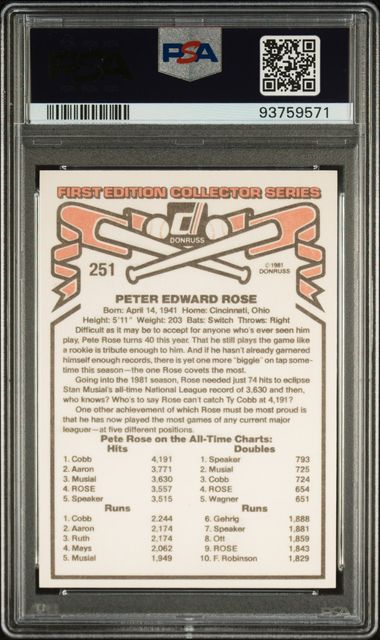 PSA
93759571
FIRST EDITION COLLECTOR SERIES
DONRUSS
251
©1981
DONRUSS
PETER EDWARD ROSE
Born: April 14, 1941 Home: Cincinnati, Ohio
Height: 5'11" Weight: 203 Bats: Switch Throws: Right
Difficult as it may be to accept for anyone who's ever seen him
play, Pete Rose turns 40 this year. That he still plays the game like
a rookie is tribute enough to him. And if he hasn't already garnered
himself enough records, there is yet one more "biggie" on tap some-
time this season—the one Rose covets the most.
Going into the 1981 season, Rose needed just 74 hits to eclipse
Stan Musial's all-time National League record of 3,630 and then,
who knows? Who's to say Rose can't catch Ty Cobb at 4,191?
One other achievement of which Rose must be most proud is
that he has now played the most games of any current major
leaguer—at five different positions.
Pete Rose on the All-Time Charts:
Hits Doubles
1. Cobb 4,191 1. Speaker 793
2. Aaron 3,771 2. Musial 725
3. Musial 3,630 3. Cobb 724
4. ROSE 3,557 4. ROSE 654
5. Speaker 3,515 5. Wagner 651
Runs Runs
1. Cobb 2,244 6. Gehrig 1,888
2. Aaron 2,174 7. Speaker 1,881
3. Ruth 2,174 8. Ott 1,859
4. Mays 2,062 9. ROSE 1,843
5. Musial 1,949 10. F. Robinson 1,829